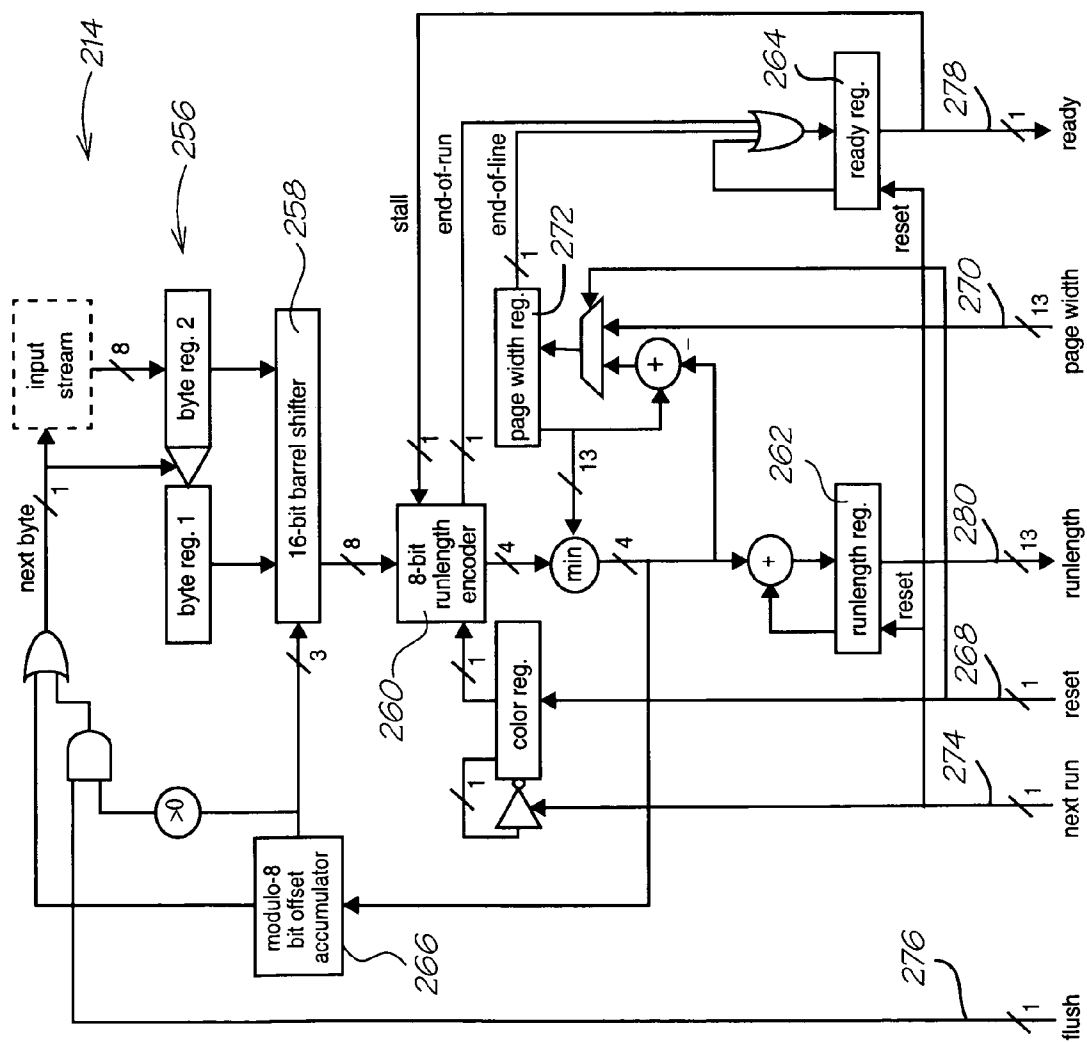 214
256
input
stream
8
next byte
1
byte reg. 1
byte reg. 2
258
16-bit barrel shifter
3
8
>0
modulo-8
bit offset
accumulator
266
stall
1
end-of-run
1
end-of-line
1
8-bit
runlength
encoder
260
4
min
4
13
page width reg.
272
+
−
color reg.
1
1
+
262
runlength reg.
reset
264
ready reg.
reset
276
1
flush
274
1
next run
268
1
reset
280
13
runlength
270
13
page width
278
1
ready